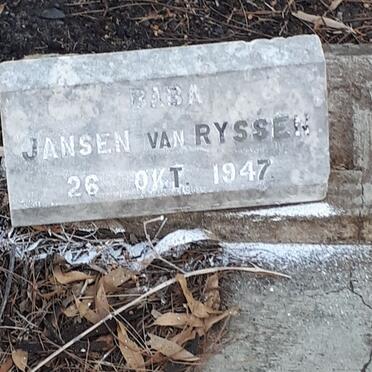 BABA
JANSEN VAN RYSSEN
26 OKT 1947